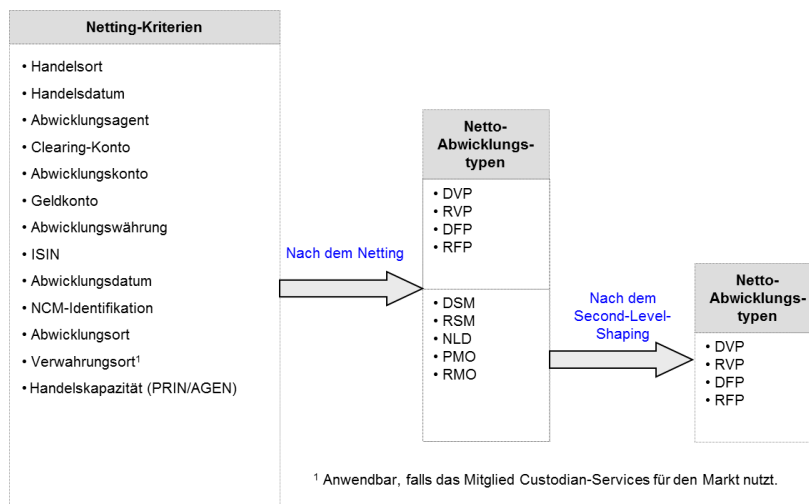 Netting-Kriterien
• Handelsort
• Handelsdatum
• Abwicklungsagent
• Clearing-Konto
• Abwicklungskonto
• Geldkonto
• Abwicklungswährung
• ISIN
• Abwicklungsdatum
• NCM-Identifikation
• Abwicklungsort
• Verwahrungsort¹
• Handelskapazität (PRIN/AGEN)
Nach dem Netting
Netto-
Abwicklungs-
typen
• DVP
• RVP
• DFP
• RFP
• DSM
• RSM
• NLD
• PMO
• RMO
Nach dem
Second-Level-
Shaping
Netto-
Abwicklungs-
typen
• DVP
• RVP
• DFP
• RFP
¹ Anwendbar, falls das Mitglied Custodian-Services für den Markt nutzt.